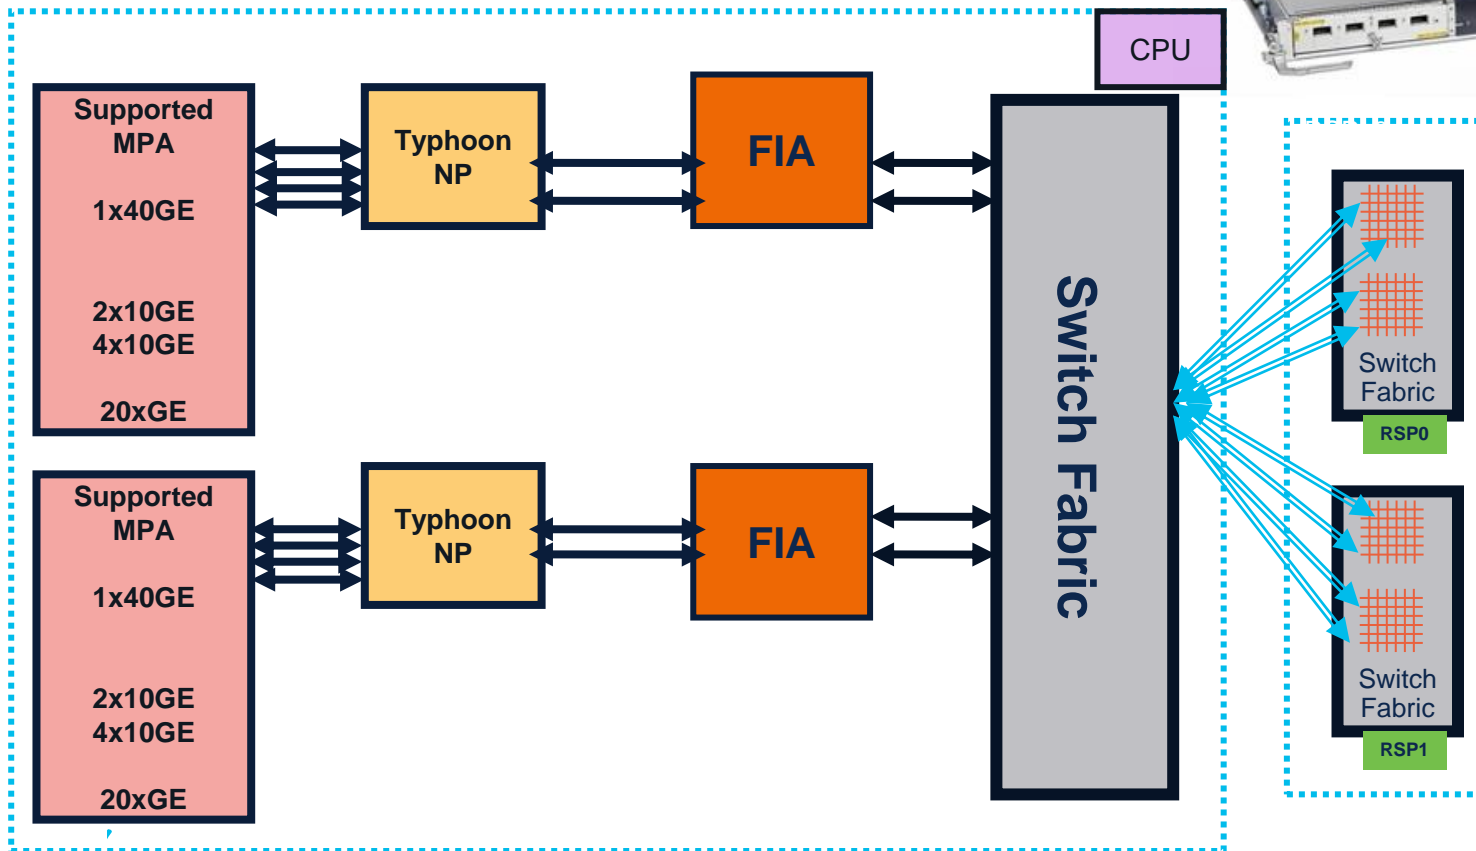 CPU
Supported
MPA
1x40GE
2x10GE
4x10GE
20xGE
Typhoon
NP
FIA
Supported
MPA
1x40GE
2x10GE
4x10GE
20xGE
Typhoon
NP
FIA
Switch Fabric
Switch
Fabric
RSP0
Switch
Fabric
RSP1